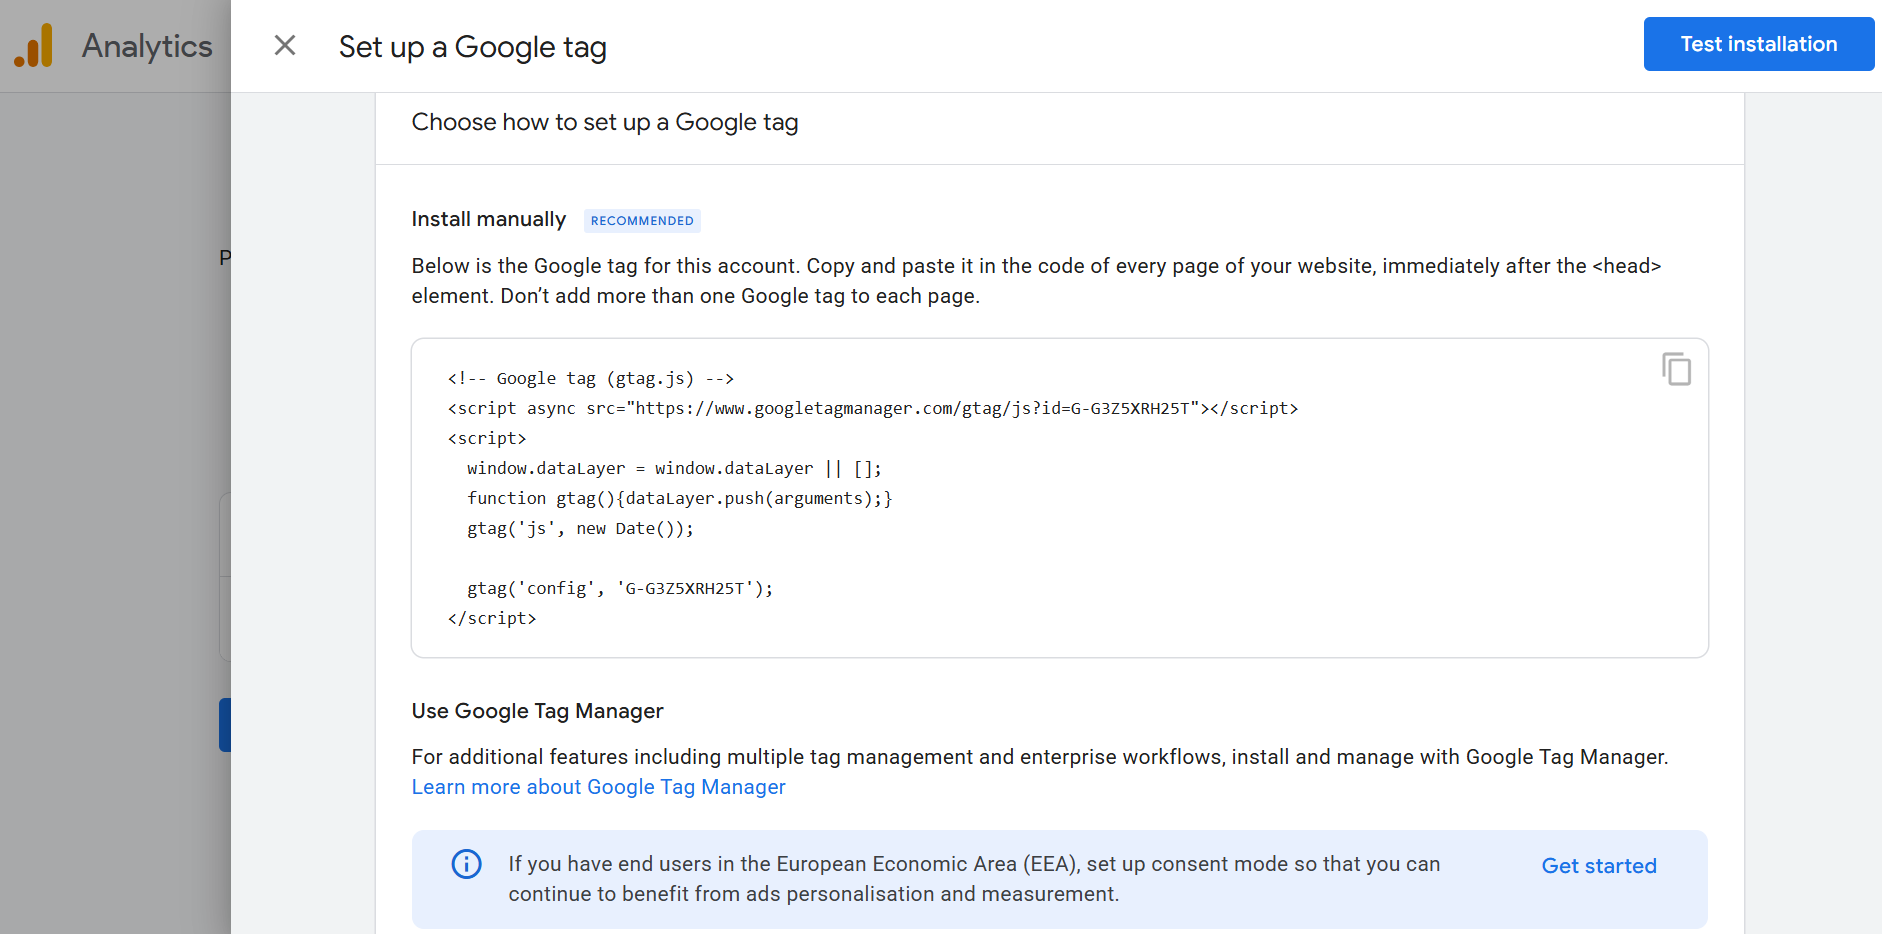 Analytics
Set up a Google tag
Test installation
Choose how to set up a Google tag
Install manually
RECOMMENDED
Below is the Google tag for this account. Copy and paste it in the code of every page of your website, immediately after the <head>
element. Don’t add more than one Google tag to each page.
<!-- Google tag (gtag.js) -->
<script async src="https://www.googletagmanager.com/gtag/js?id=G-G3Z5XRH25T"></script>
<script>
  window.dataLayer = window.dataLayer || [];
  function gtag(){dataLayer.push(arguments);}
  gtag('js', new Date());
  gtag('config', 'G-G3Z5XRH25T');
</script>
Use Google Tag Manager
For additional features including multiple tag management and enterprise workflows, install and manage with Google Tag Manager.
Learn more about Google Tag Manager
If you have end users in the European Economic Area (EEA), set up consent mode so that you can
continue to benefit from ads personalisation and measurement.
Get started